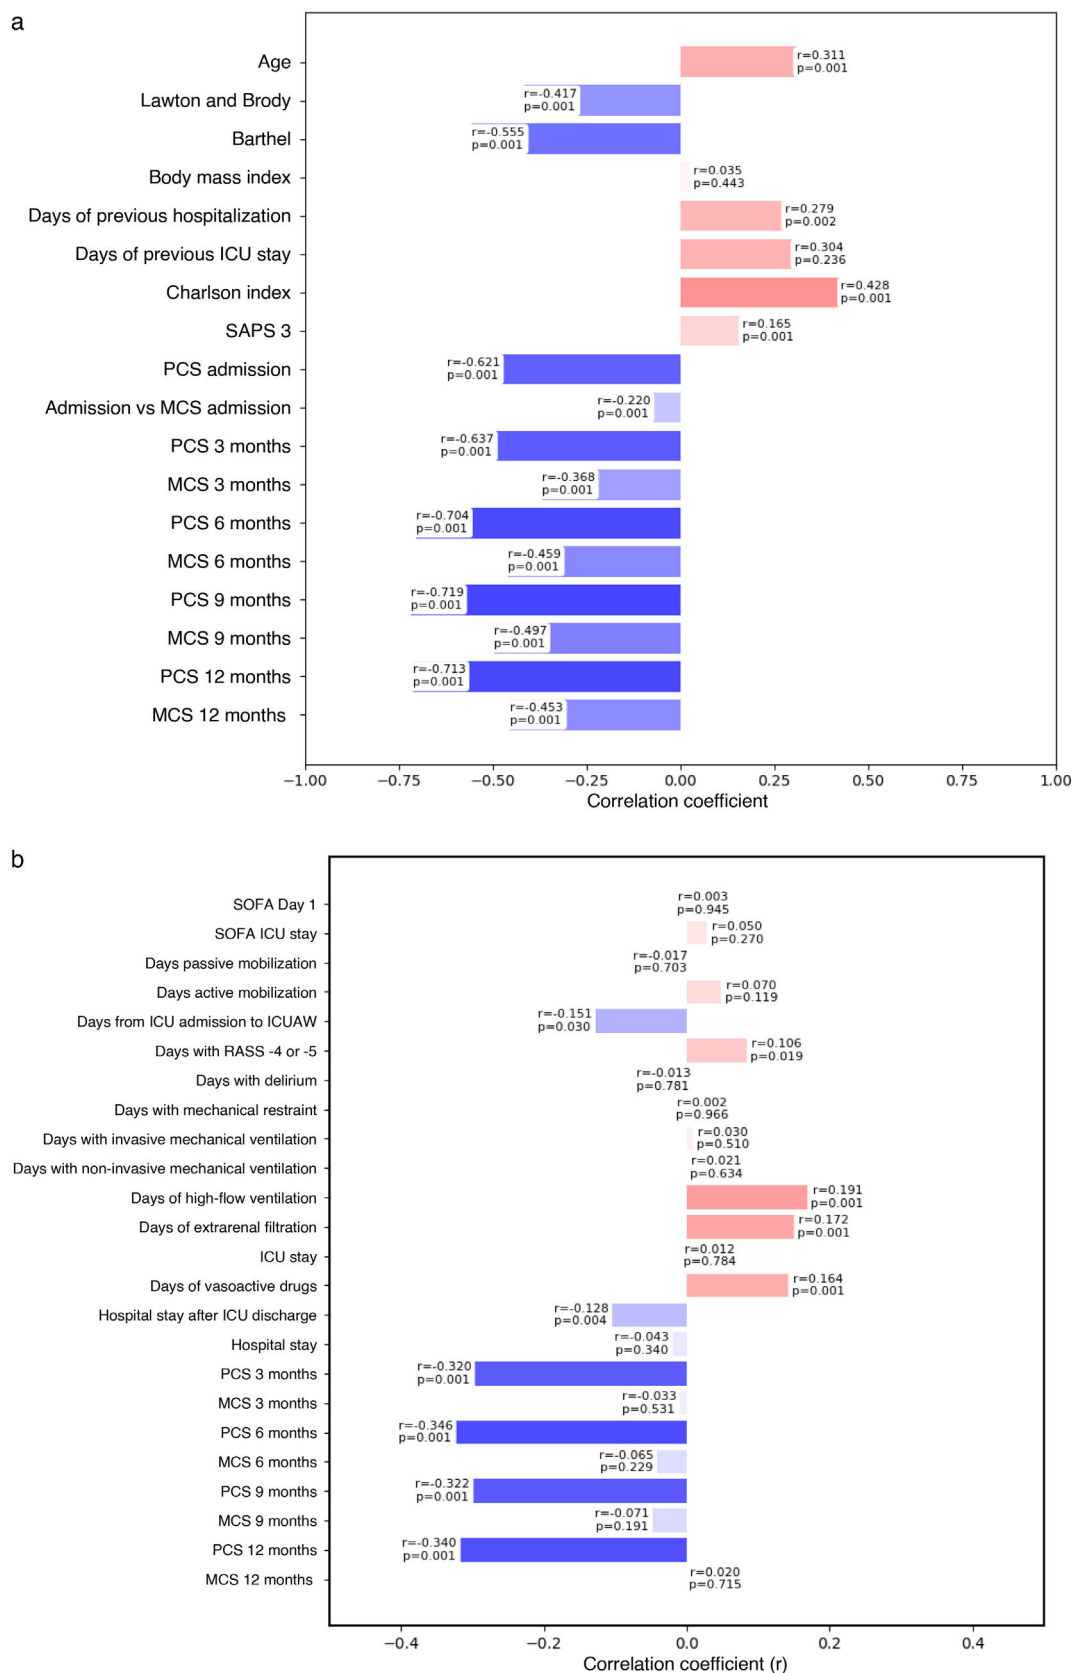 a
Age
r=0.311
p=0.001
Lawton and Brody
r=-0.417
p=0.001
Barthel
r=-0.555
p=0.001
Body mass index
r=0.035
p=0.443
Days of previous hospitalization
r=0.279
p=0.002
Days of previous ICU stay
r=0.304
p=0.236
Charlson index
r=0.428
p=0.001
SAPS 3
r=0.165
p=0.001
PCS admission
r=-0.621
p=0.001
Admission vs MCS admission
r=-0.220
p=0.001
PCS 3 months
r=-0.637
p=0.001
MCS 3 months
r=-0.368
p=0.001
PCS 6 months
r=-0.704
p=0.001
MCS 6 months
r=-0.459
p=0.001
PCS 9 months
r=-0.719
p=0.001
MCS 9 months
r=-0.497
p=0.001
PCS 12 months
r=-0.713
p=0.001
MCS 12 months
r=-0.453
p=0.001
−1.00 −0.75 −0.50 −0.25 0.00 0.25 0.50 0.75 1.00
Correlation coefficient
b
SOFA Day 1
r=0.003
p=0.945
SOFA ICU stay
r=0.050
p=0.270
Days passive mobilization
r=-0.017
p=0.703
Days active mobilization
r=0.070
p=0.119
Days from ICU admission to ICUAW
r=-0.151
p=0.030
Days with RASS -4 or -5
r=0.106
p=0.019
Days with delirium
r=-0.013
p=0.781
Days with mechanical restraint
r=0.002
p=0.966
Days with invasive mechanical ventilation
r=0.030
p=0.510
Days with non-invasive mechanical ventilation
r=0.021
p=0.634
Days of high-flow ventilation
r=0.191
p=0.001
Days of extrarenal filtration
r=0.172
p=0.001
ICU stay
r=0.012
p=0.784
Days of vasoactive drugs
r=0.164
p=0.001
Hospital stay after ICU discharge
r=-0.128
p=0.004
Hospital stay
r=-0.043
p=0.340
PCS 3 months
r=-0.320
p=0.001
MCS 3 months
r=-0.033
p=0.531
PCS 6 months
r=-0.346
p=0.001
MCS 6 months
r=-0.065
p=0.229
PCS 9 months
r=-0.322
p=0.001
MCS 9 months
r=-0.071
p=0.191
PCS 12 months
r=-0.340
p=0.001
MCS 12 months
r=0.020
p=0.715
−0.4 −0.2 0.0 0.2 0.4
Correlation coefficient (r)